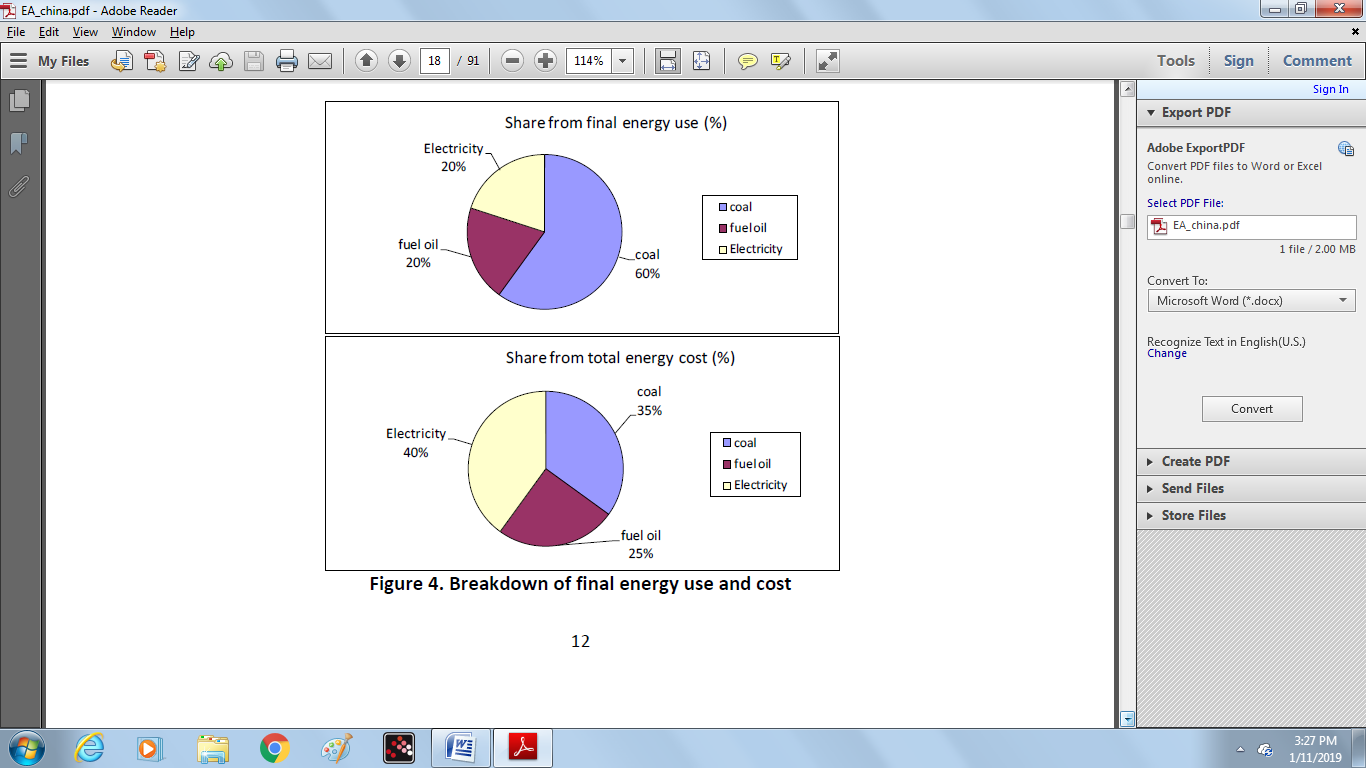 EA_china.pdf - Adobe Reader
File Edit View Window Help
My Files 18 / 91 114% Tools Sign Comment
Sign In
Export PDF
Adobe ExportPDF
Convert PDF files to Word or Excel
online.
Select PDF File:
EA_china.pdf
1 file / 2.00 MB
Convert To:
Microsoft Word (*.docx)
Recognize Text in English(U.S.)
Change
Convert
Create PDF
Send Files
Store Files
Share from final energy use (%)
Electricity
20%
fuel oil
20%
coal
60%
coal
fuel oil
Electricity
Share from total energy cost (%)
coal
35%
Electricity
40%
fuel oil
25%
coal
fuel oil
Electricity
Figure 4. Breakdown of final energy use and cost
12
3:27 PM
1/11/2019